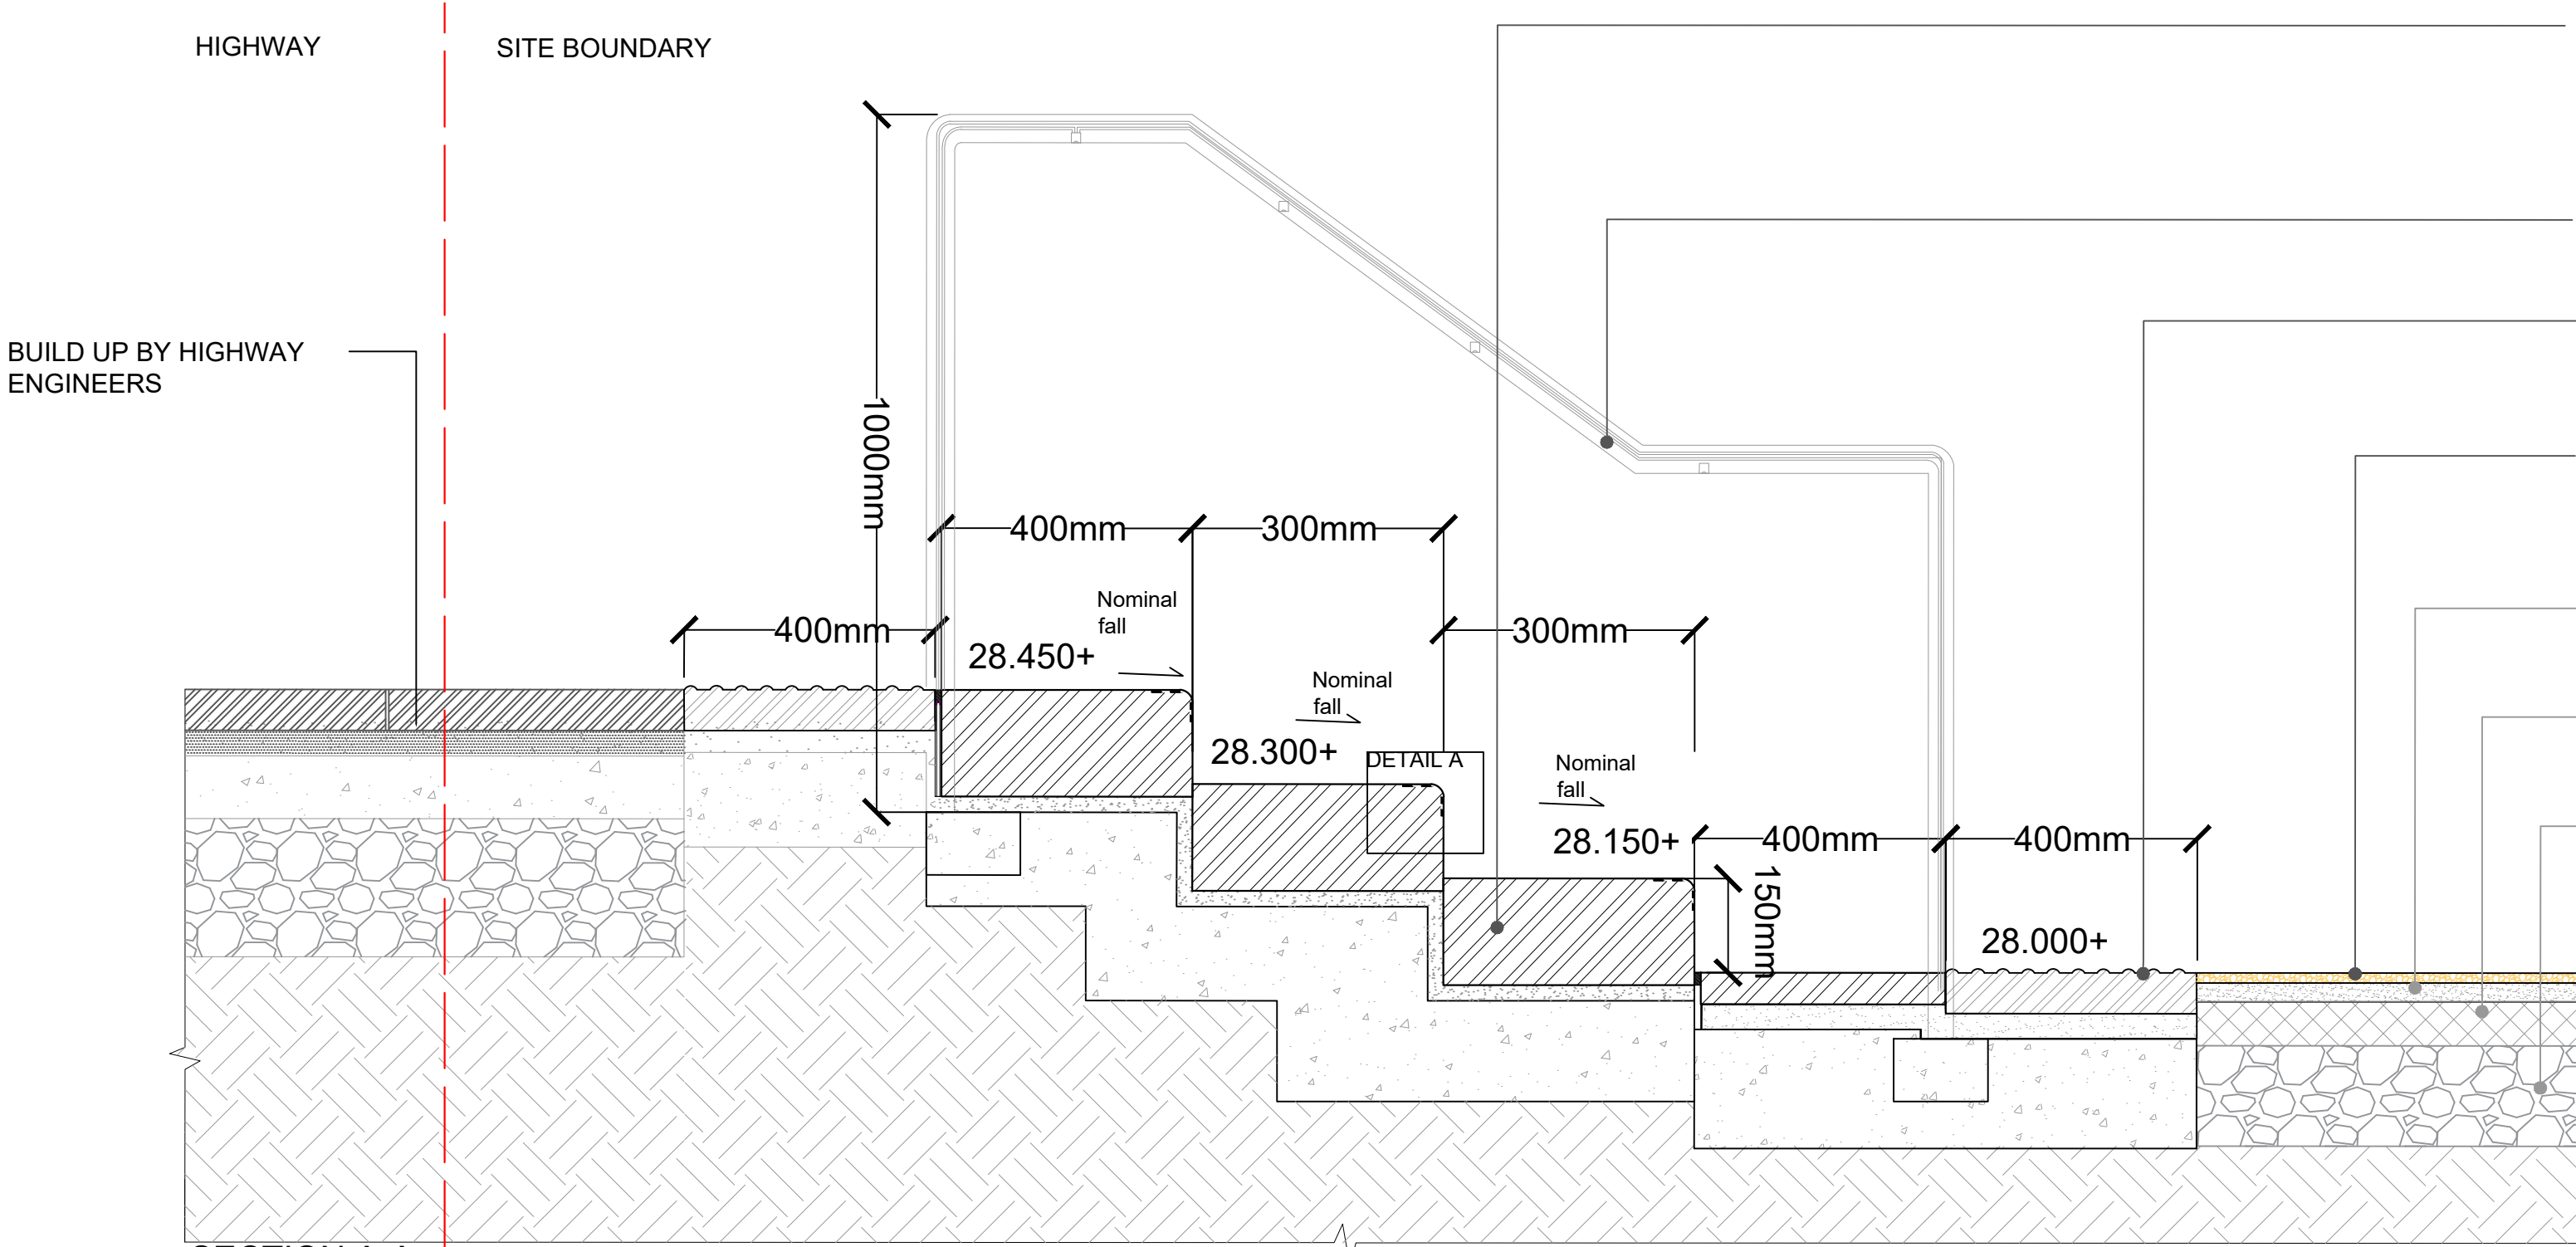 HIGHWAY
SITE BOUNDARY
BUILD UP BY HIGHWAY
ENGINEERS
1000mm
400mm
300mm
Nominal
fall
400mm
300mm
28.450+
Nominal
fall
28.300+
DETAIL A
Nominal
fall
28.150+
400mm
400mm
150mm
28.000+